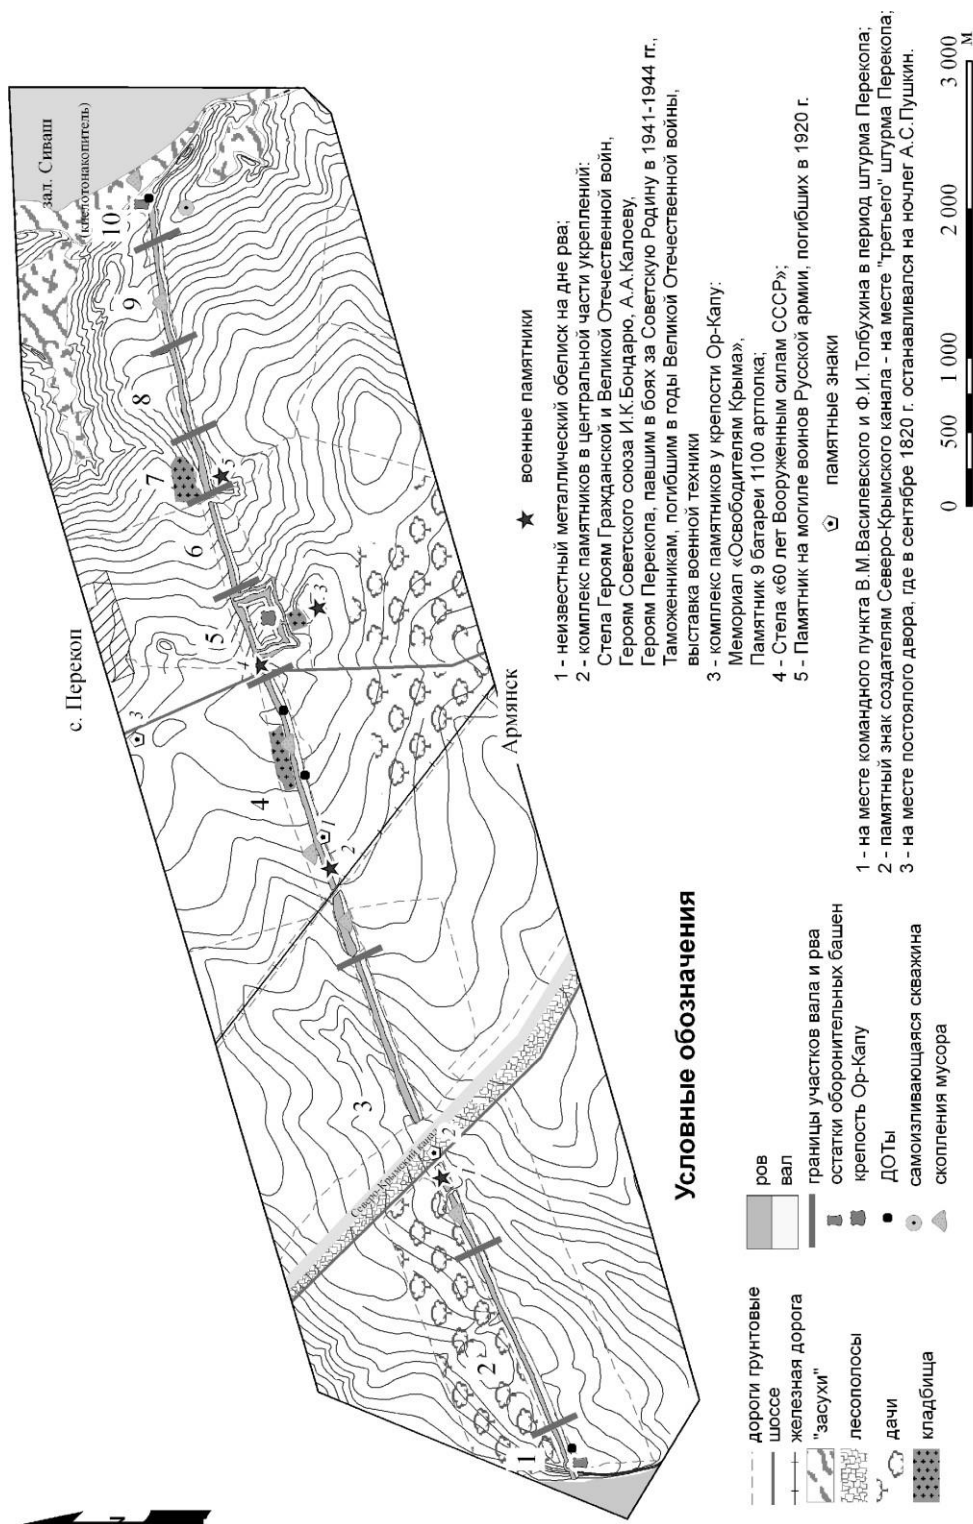 N
зал. Сиваш
(кислотонакопитель)
с. Перекоп
Армянск
Северо-Крымский канал
1
2
3
4
5
6
7
8
9
10
1
2
3
2
3
4
5
военные памятники
1 - неизвестный металлический обелиск на дне рва;
2 - комплекс памятников в центральной части укреплений:
Стела Героям Гражданской и Великой Отечественной войн,
Героям Советского союза И.К.Бондарю, А.А.Калоеву,
Героям Перекопа, павшим в боях за Советскую Родину в 1941-1944 гг.,
Таможенникам, погибшим в годы Великой Отечественной войны,
выставка военной техники
3 - комплекс памятников у крепости Ор-Капу:
Мемориал «Освободителям Крыма»,
Памятник 9 батареи 1100 артполка;
4 - Стела «60 лет Вооруженным силам СССР»;
5 - Памятник на могиле воинов Русской армии, погибших в 1920 г.
памятные знаки
1 - на месте командного пункта В.М.Василевского и Ф.И.Толбухина в период штурма Перекопа;
2 - памятный знак создателям Северо-Крымского канала - на месте "третьего" штурма Перекопа;
3 - на месте постоялого двора, где в сентябре 1820 г. останавливался на ночлег А.С.Пушкин.
0 500 1 000 2 000 3 000
м
Условные обозначения
дороги грунтовые
шоссе
железная дорога
"засухи"
лесополосы
дачи
кладбища
ров
вал
границы участков вала и рва
остатки оборонительных башен
крепость Ор-Капу
ДОТы
самоизливающаяся скважина
скопления мусора